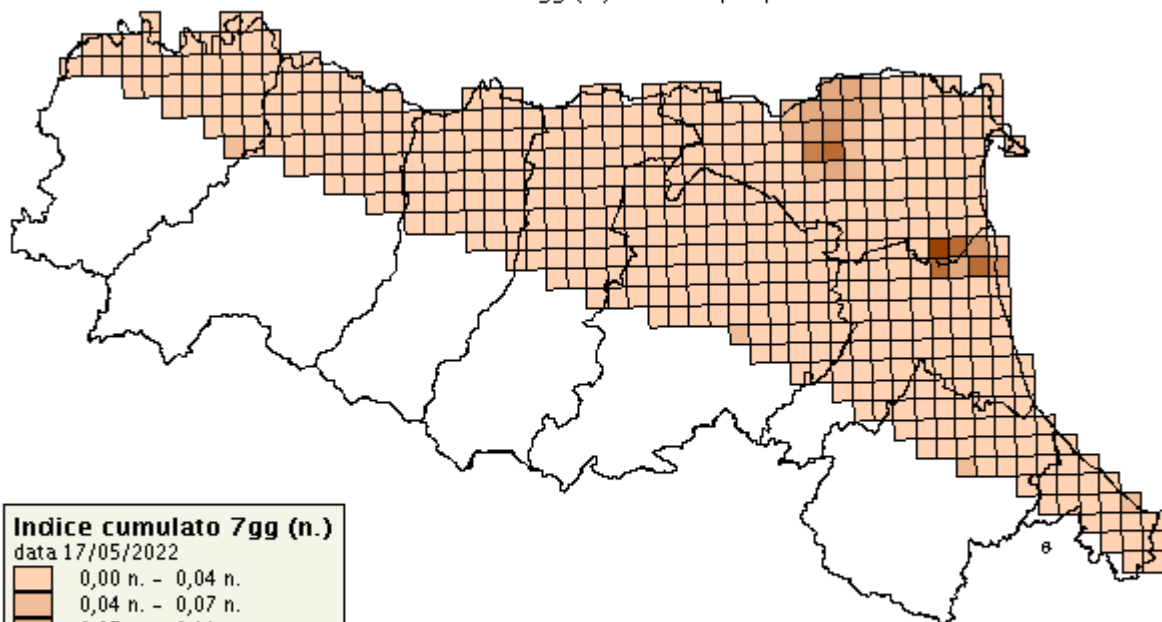 Indice cumulato 7gg (n.)
data 17/05/2022
0,00 n. - 0,04 n.
0,04 n. - 0,07 n.